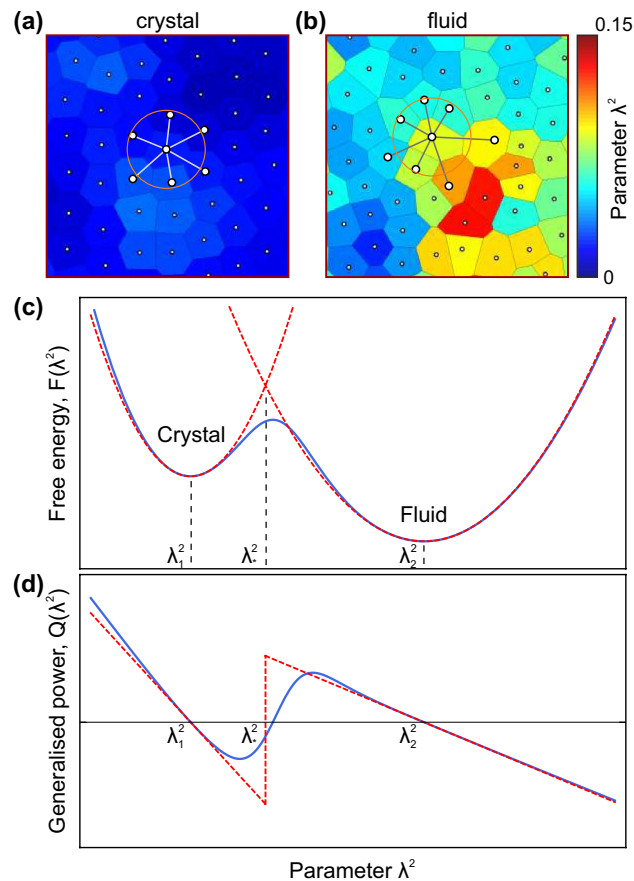 (a) crystal
(b) fluid
0.15
Parameter λ²
0
(c)
Free energy, F(λ²)
Crystal
Fluid
λ₁² λ*² λ₂²
(d)
Generalised power, Q(λ²)
λ₁² λ*² λ₂²
Parameter λ²